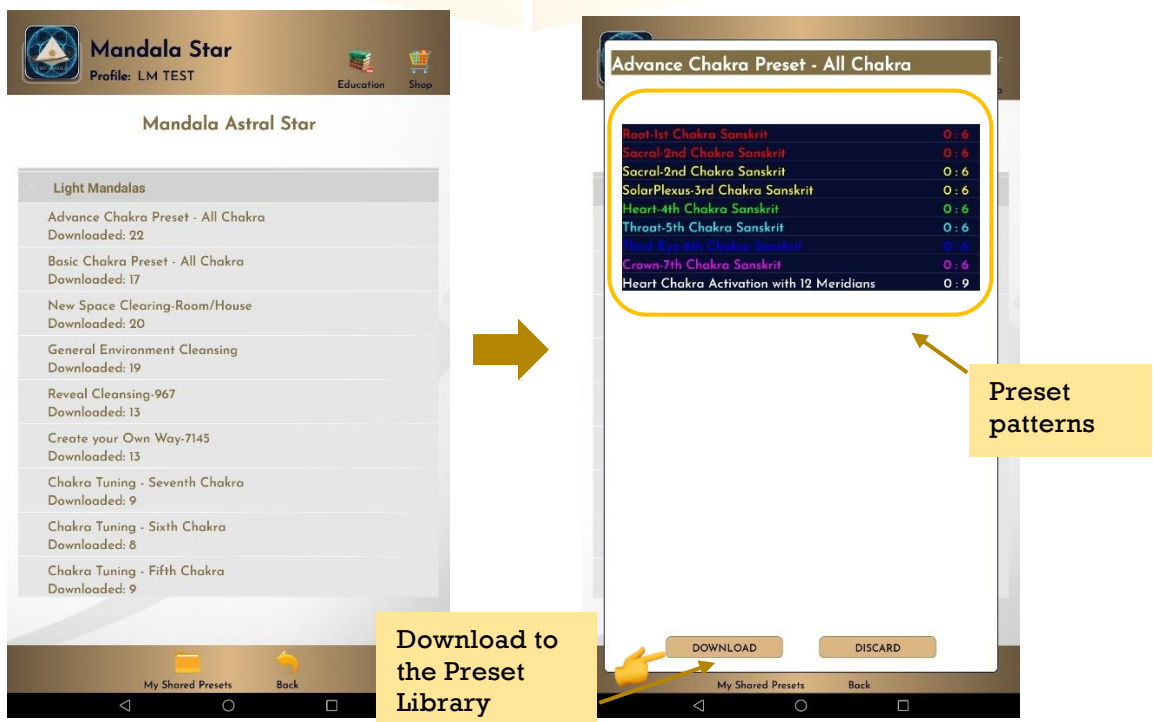 Mandala Star
Profile: LM TEST
Education
Shop
Mandala Astral Star
Light Mandalas
Advance Chakra Preset - All Chakra
Downloaded: 22
Basic Chakra Preset - All Chakra
Downloaded: 17
New Space Clearing-Room/House
Downloaded: 20
General Environment Cleansing
Downloaded: 19
Reveal Cleansing-967
Downloaded: 13
Create your Own Way-7145
Downloaded: 13
Chakra Tuning - Seventh Chakra
Downloaded: 9
Chakra Tuning - Sixth Chakra
Downloaded: 8
Chakra Tuning - Fifth Chakra
Downloaded: 9
My Shared Presets
Back
Download to
the Preset
Library
Advance Chakra Preset - All Chakra
Root-1st Chakra Sanskrit 0 : 6
Sacral-2nd Chakra Sanskrit 0 : 6
Sacral-2nd Chakra Sanskrit 0 : 6
SolarPlexus-3rd Chakra Sanskrit 0 : 6
Heart-4th Chakra Sanskrit 0 : 6
Throat-5th Chakra Sanskrit 0 : 6
Third Eye-6th Chakra Sanskrit 0 : 6
Crown-7th Chakra Sanskrit 0 : 6
Heart Chakra Activation with 12 Meridians 0 : 9
Preset
patterns
DOWNLOAD
DISCARD
My Shared Presets
Back